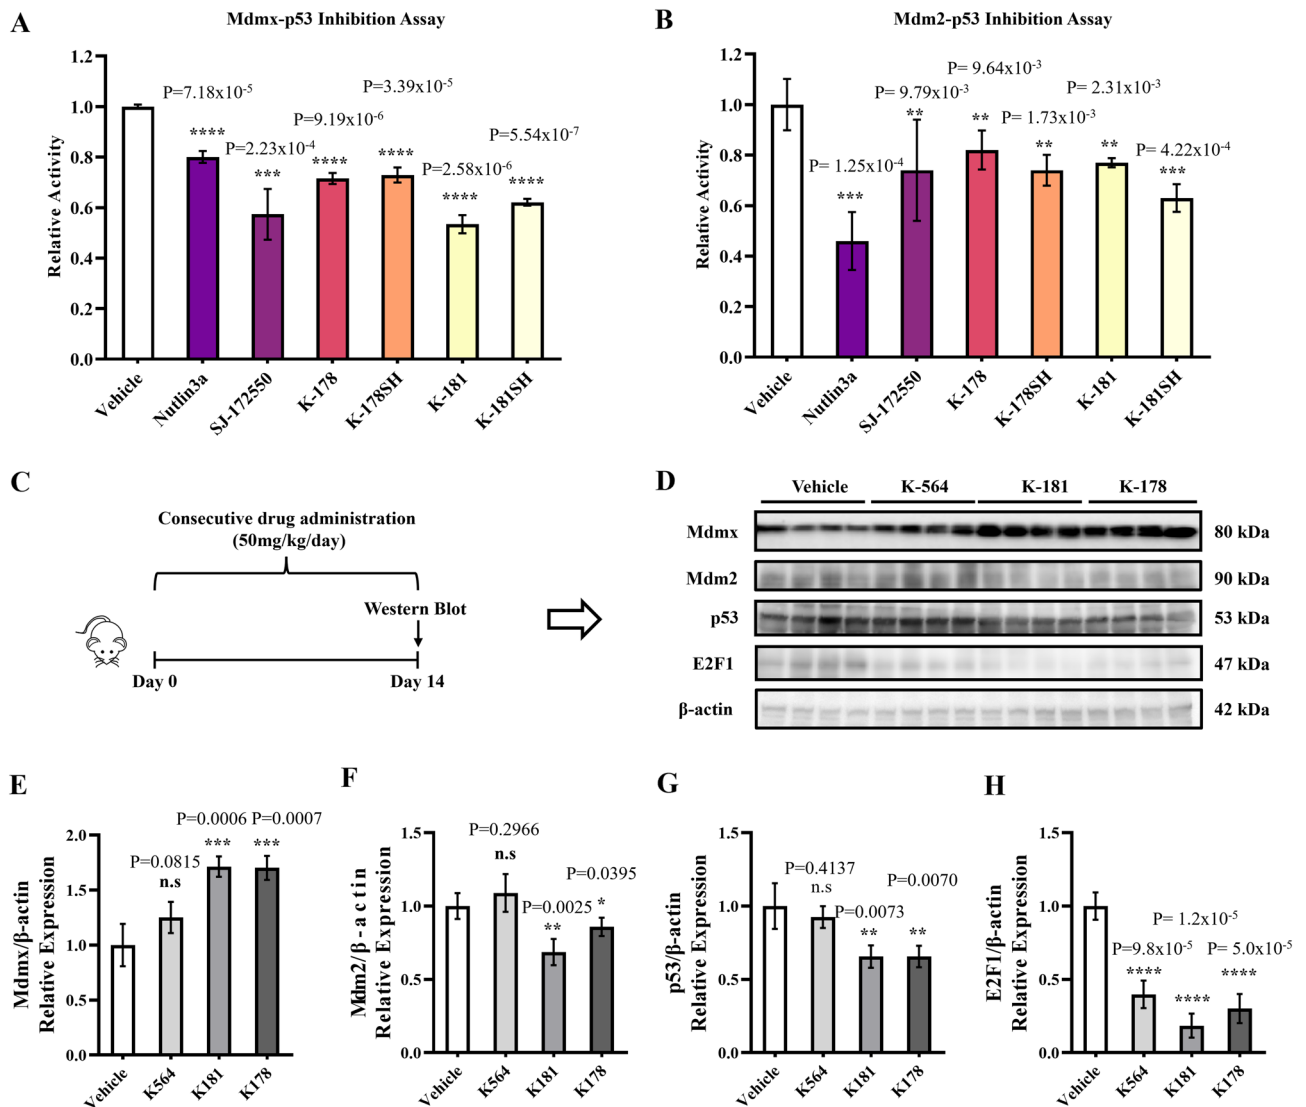 A
Mdmx-p53 Inhibition Assay
Relative Activity
1.2
1.0
0.8
0.6
0.4
0.2
0.0
P=7.18x10-5
****
P=2.23x10-4
***
P=9.19x10-6
****
P=3.39x10-5
****
P=2.58x10-6
****
P=5.54x10-7
****
Vehicle
Nutlin3a
SJ-172550
K-178
K-178SH
K-181
K-181SH
B
Mdm2-p53 Inhibition Assay
Relative Activity
1.2
1.0
0.8
0.6
0.4
0.2
0.0
P= 1.25x10-4
***
P= 9.79x10-3
**
P= 9.64x10-3
**
P= 1.73x10-3
**
P= 2.31x10-3
**
P= 4.22x10-4
***
Vehicle
Nutlin3a
SJ-172550
K-178
K-178SH
K-181
K-181SH
C
Consecutive drug administration
(50mg/kg/day)
Western Blot
Day 0
Day 14
D
Vehicle K-564 K-181 K-178
Mdmx 80 kDa
Mdm2 90 kDa
p53 53 kDa
E2F1 47 kDa
β-actin 42 kDa
E
Mdmx/β-actin
Relative Expression
2.0
1.5
1.0
0.5
0.0
P=0.0815
n.s
P=0.0006
***
P=0.0007
***
Vehicle
K564
K181
K178
F
Mdm2/β-actin
Relative Expression
1.5
1.0
0.5
0.0
P=0.2966
n.s
P=0.0025
**
P=0.0395
*
Vehicle
K564
K181
K178
G
p53/β-actin
Relative Expression
1.5
1.0
0.5
0.0
P=0.4137
n.s
P=0.0073
**
P=0.0070
**
Vehicle
K564
K181
K178
H
E2F1/β-actin
Relative Expression
1.5
1.0
0.5
0.0
P=9.8x10-5
****
P= 1.2x10-5
****
P= 5.0x10-5
****
Vehicle
K564
K181
K178